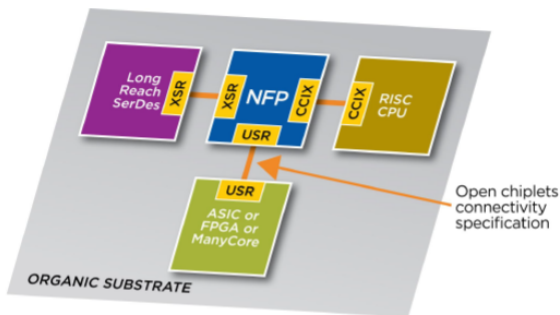 Long
Reach
SerDes
XSR
XSR
NFP
CCIX
USR
CCIX
RISC
CPU
USR
ASIC or
FPGA or
ManyCore
Open chiplets
connectivity
specification
ORGANIC SUBSTRATE